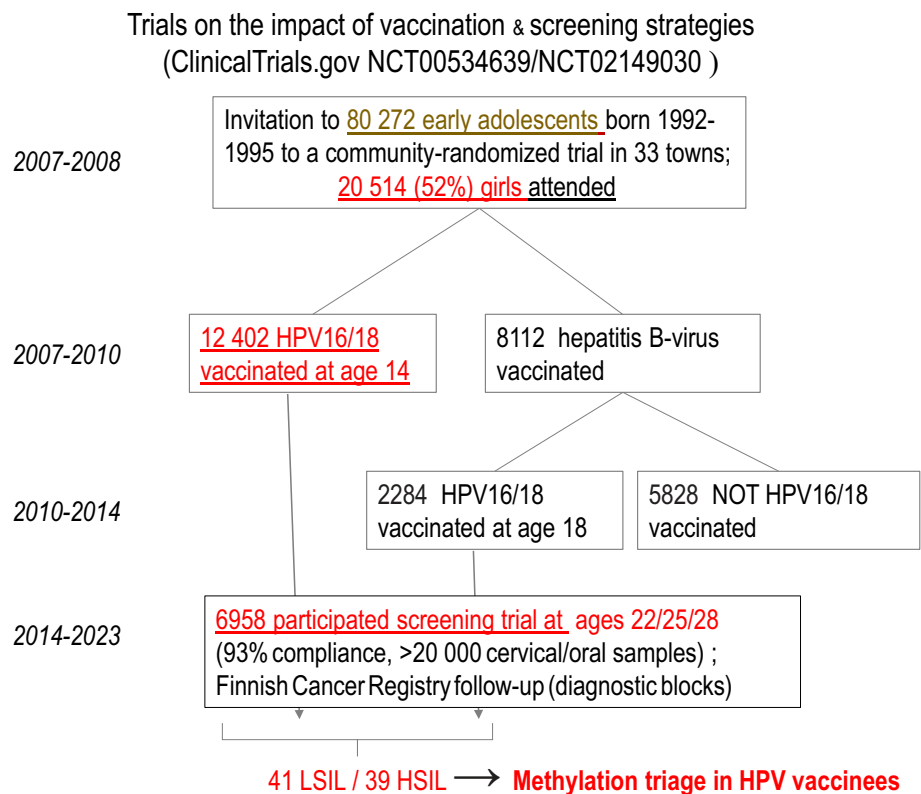 Trials on the impact of vaccination & screening strategies
(ClinicalTrials.gov NCT00534639/NCT02149030 )
2007-2008
Invitation to 80 272 early adolescents born 1992-
1995 to a community-randomized trial in 33 towns;
20 514 (52%) girls attended
2007-2010
12 402 HPV16/18
vaccinated at age 14
8112 hepatitis B-virus
vaccinated
2010-2014
2284 HPV16/18
vaccinated at age 18
5828 NOT HPV16/18
vaccinated
2014-2023
6958 participated screening trial at ages 22/25/28
(93% compliance, >20 000 cervical/oral samples) ;
Finnish Cancer Registry follow-up (diagnostic blocks)
41 LSIL / 39 HSIL → Methylation triage in HPV vaccinees